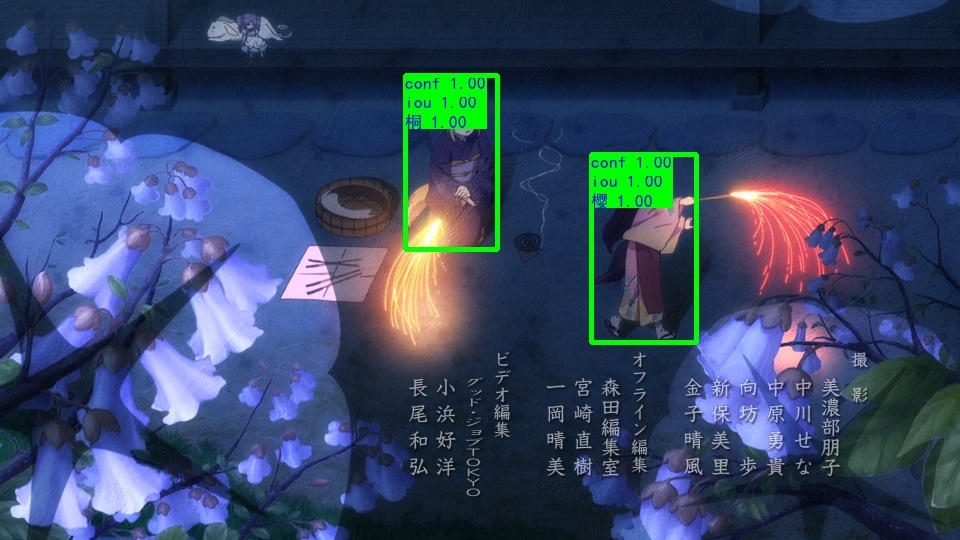 conf 1.00
iou 1.00
桐 1.00
conf 1.00
iou 1.00
櫻 1.00
撮影
美濃部朋子
中川せな
中原勇貴
向坊 歩
新保美里
金子晴風
オフライン編集
森田編集室
宮崎直樹
一岡晴美
ビデオ編集
グッド・ジョブTOKYO
小浜好洋
長尾和弘